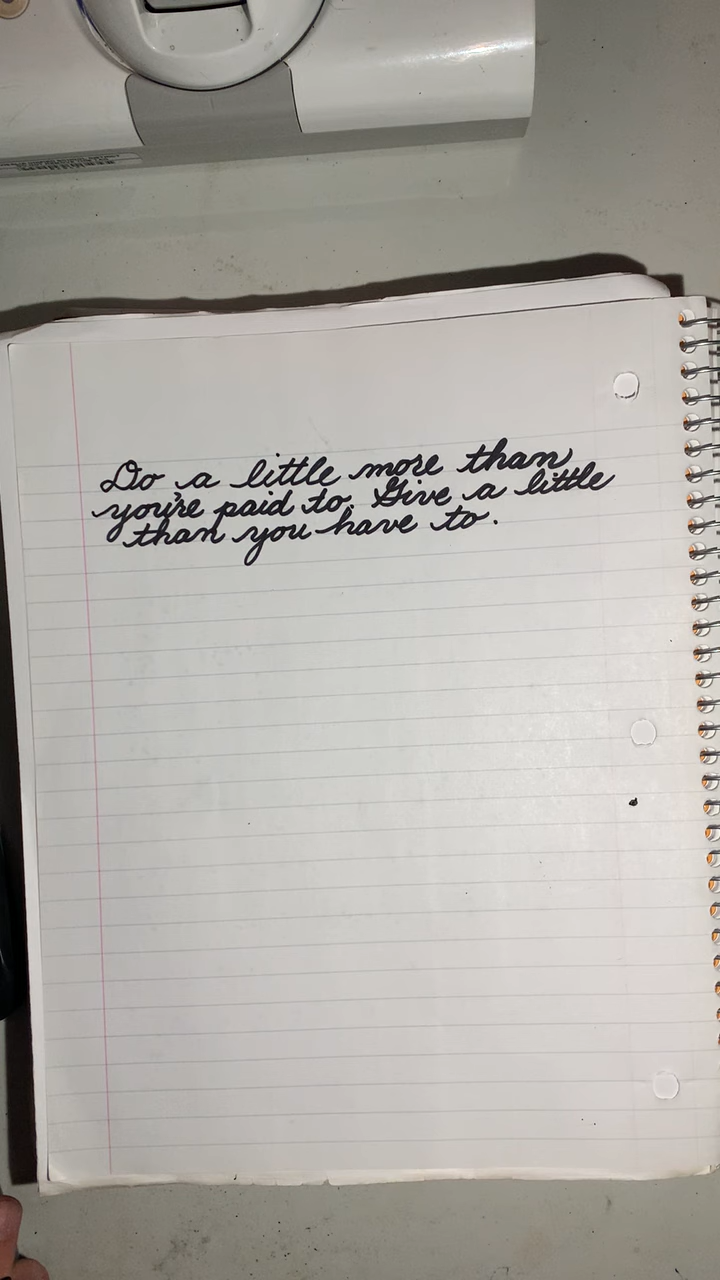 Do a little more than
you're paid to. Give a little
than you have to.